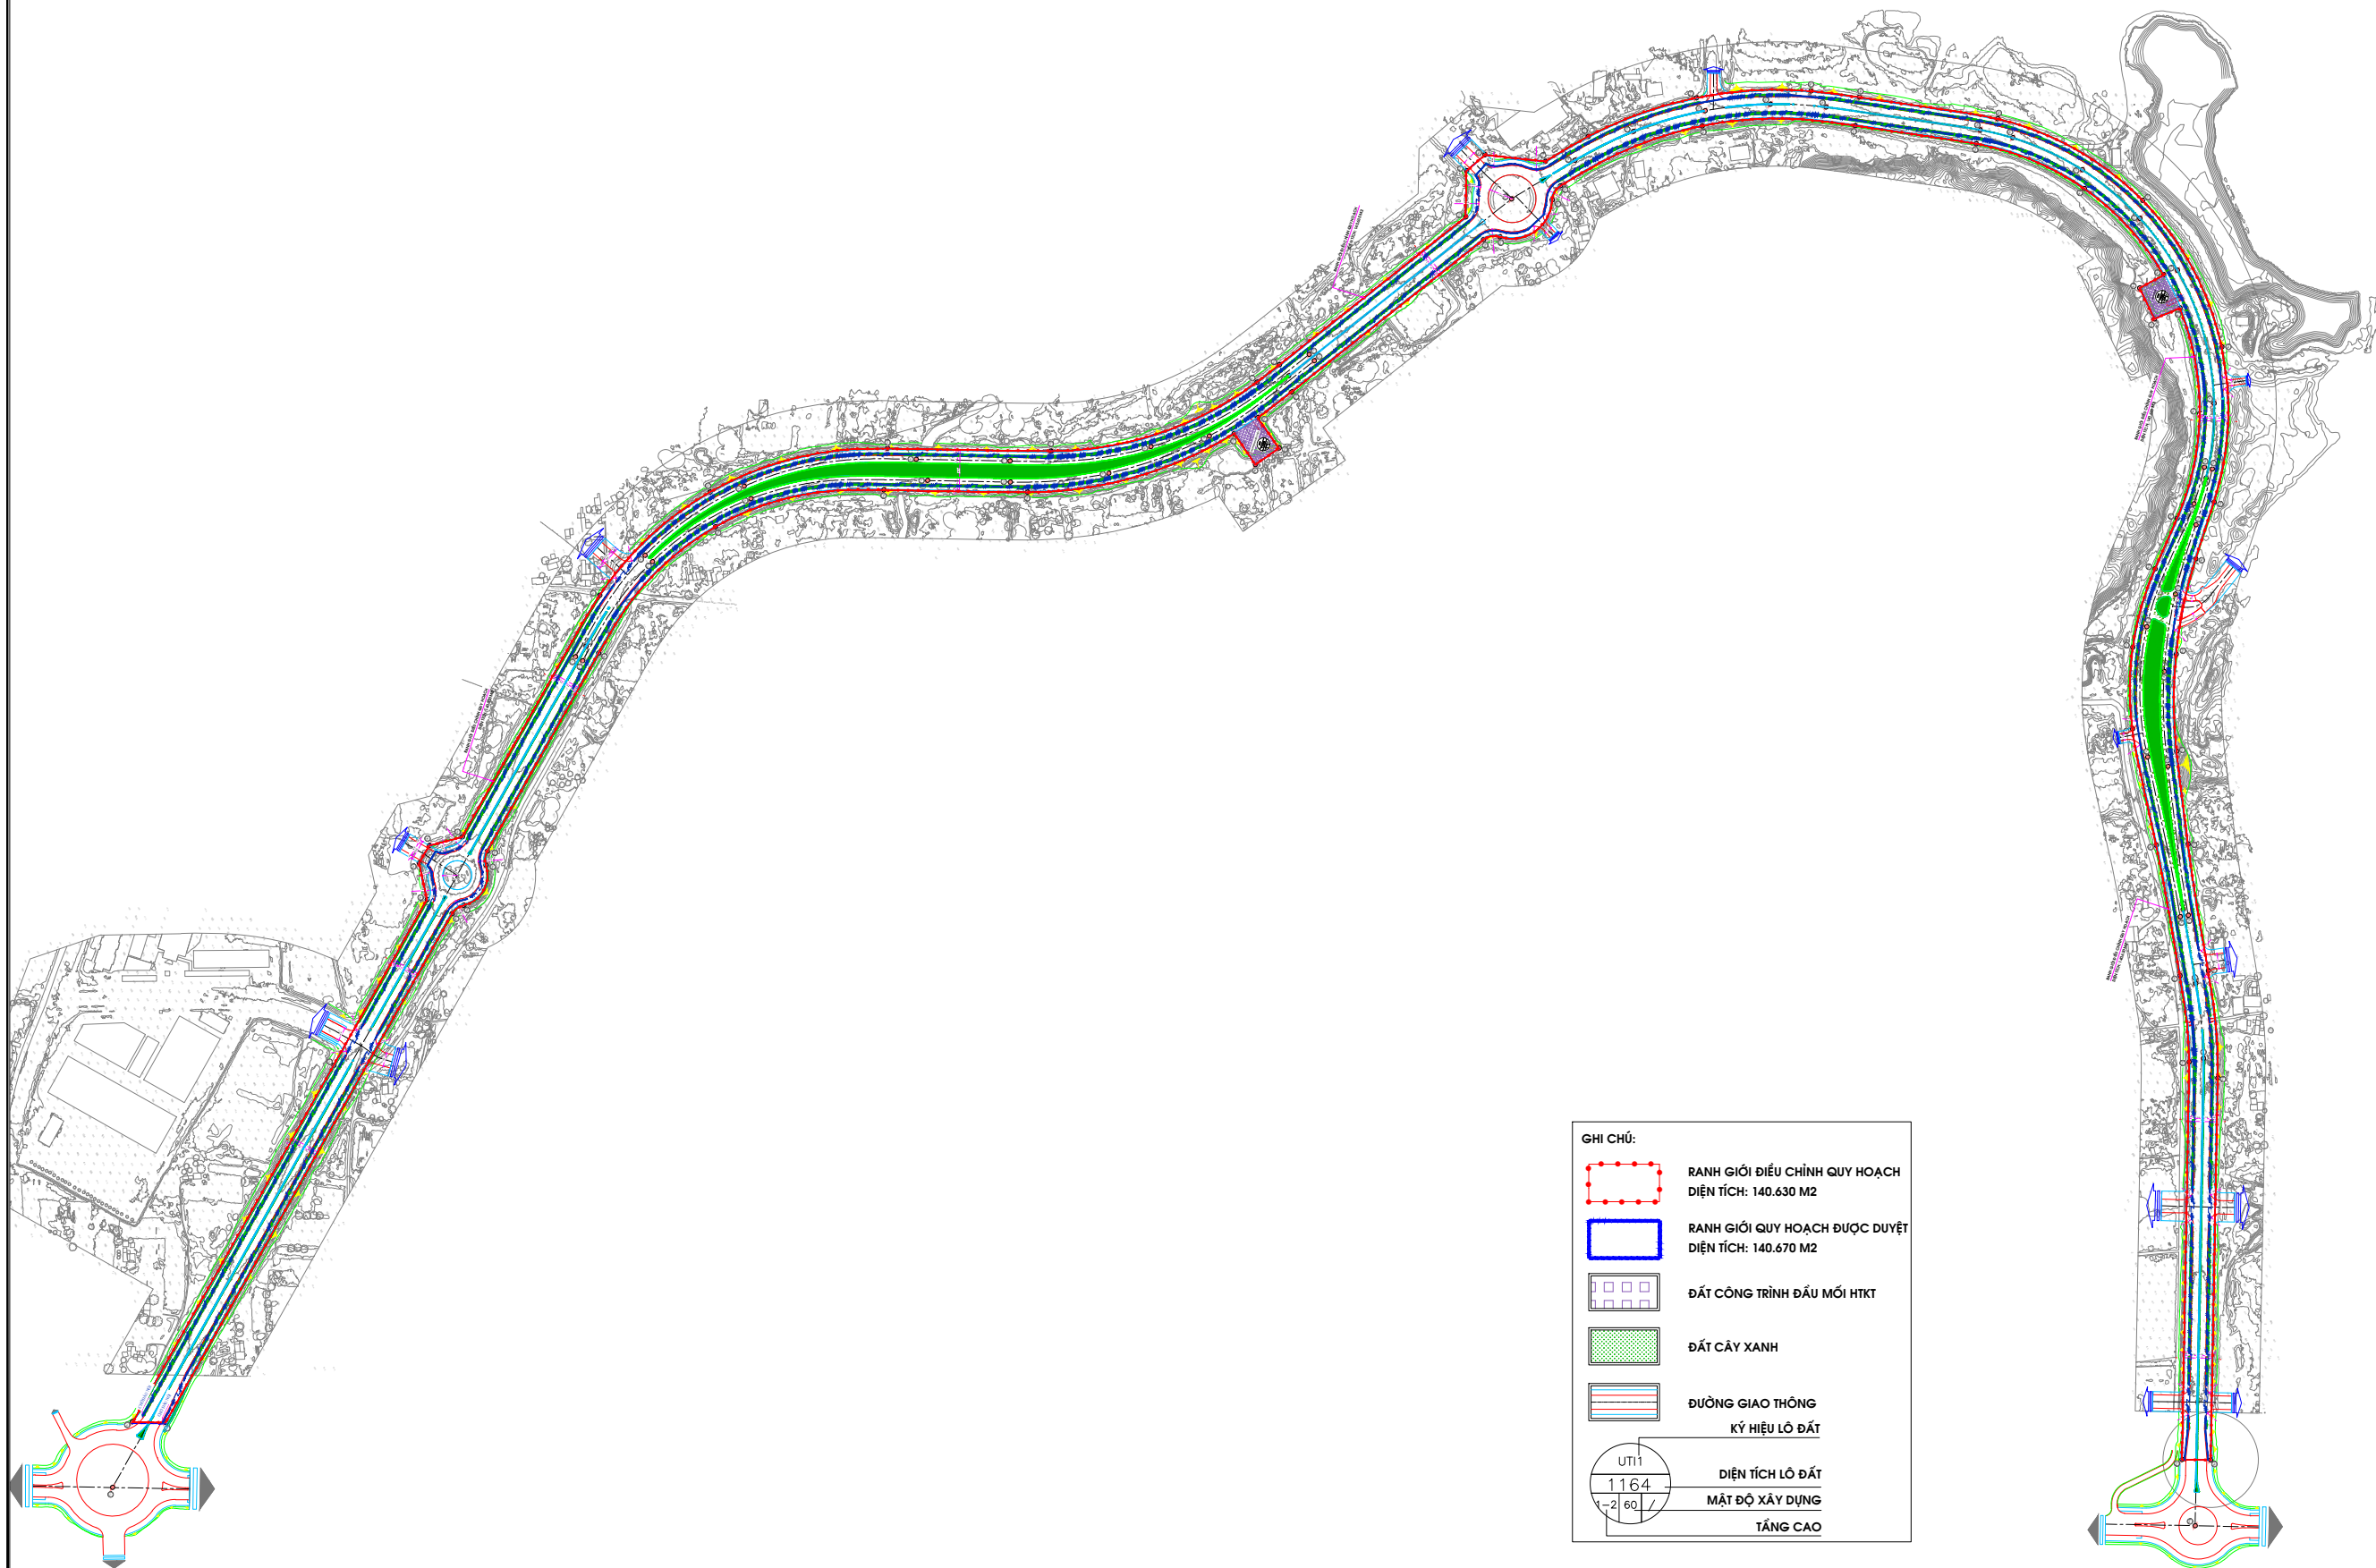 GHI CHÚ:
RANH GIỚI ĐIỀU CHỈNH QUY HOẠCH
DIỆN TÍCH: 140.630 M2
RANH GIỚI QUY HOẠCH ĐƯỢC DUYỆT
DIỆN TÍCH: 140.670 M2
ĐẤT CÔNG TRÌNH ĐẦU MỐI HTKT
ĐẤT CÂY XANH
ĐƯỜNG GIAO THÔNG
KÝ HIỆU LÔ ĐẤT
UTI1
1164
DIỆN TÍCH LÔ ĐẤT
1-2 60 /
MẬT ĐỘ XÂY DỰNG
TẦNG CAO